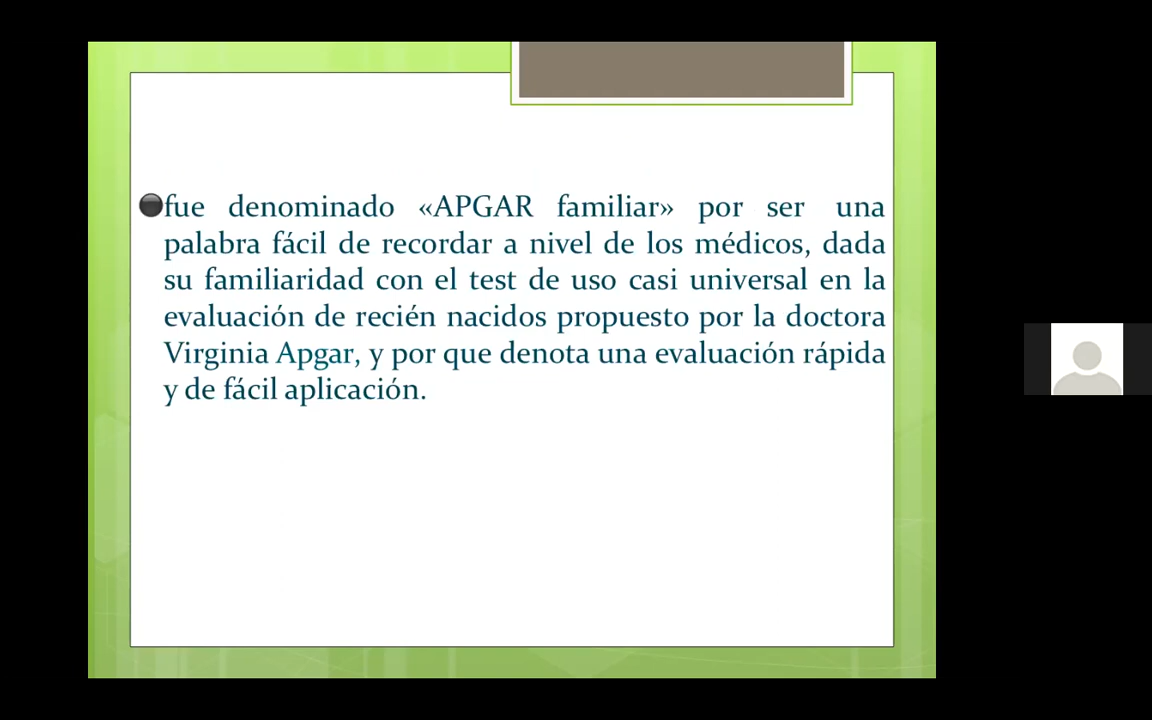 fue denominado «APGAR familiar» por ser una
palabra fácil de recordar a nivel de los médicos, dada
su familiaridad con el test de uso casi universal en la
evaluación de recién nacidos propuesto por la doctora
Virginia Apgar, y por que denota una evaluación rápida
y de fácil aplicación.